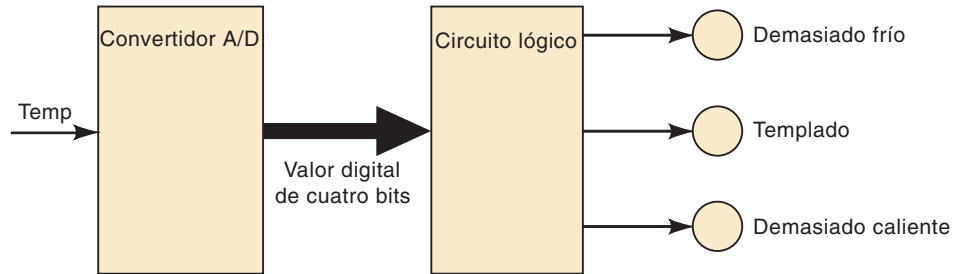 Convertidor A/D
Circuito lógico
Demasiado frío
Temp
Templado
Valor digital
de cuatro bits
Demasiado caliente